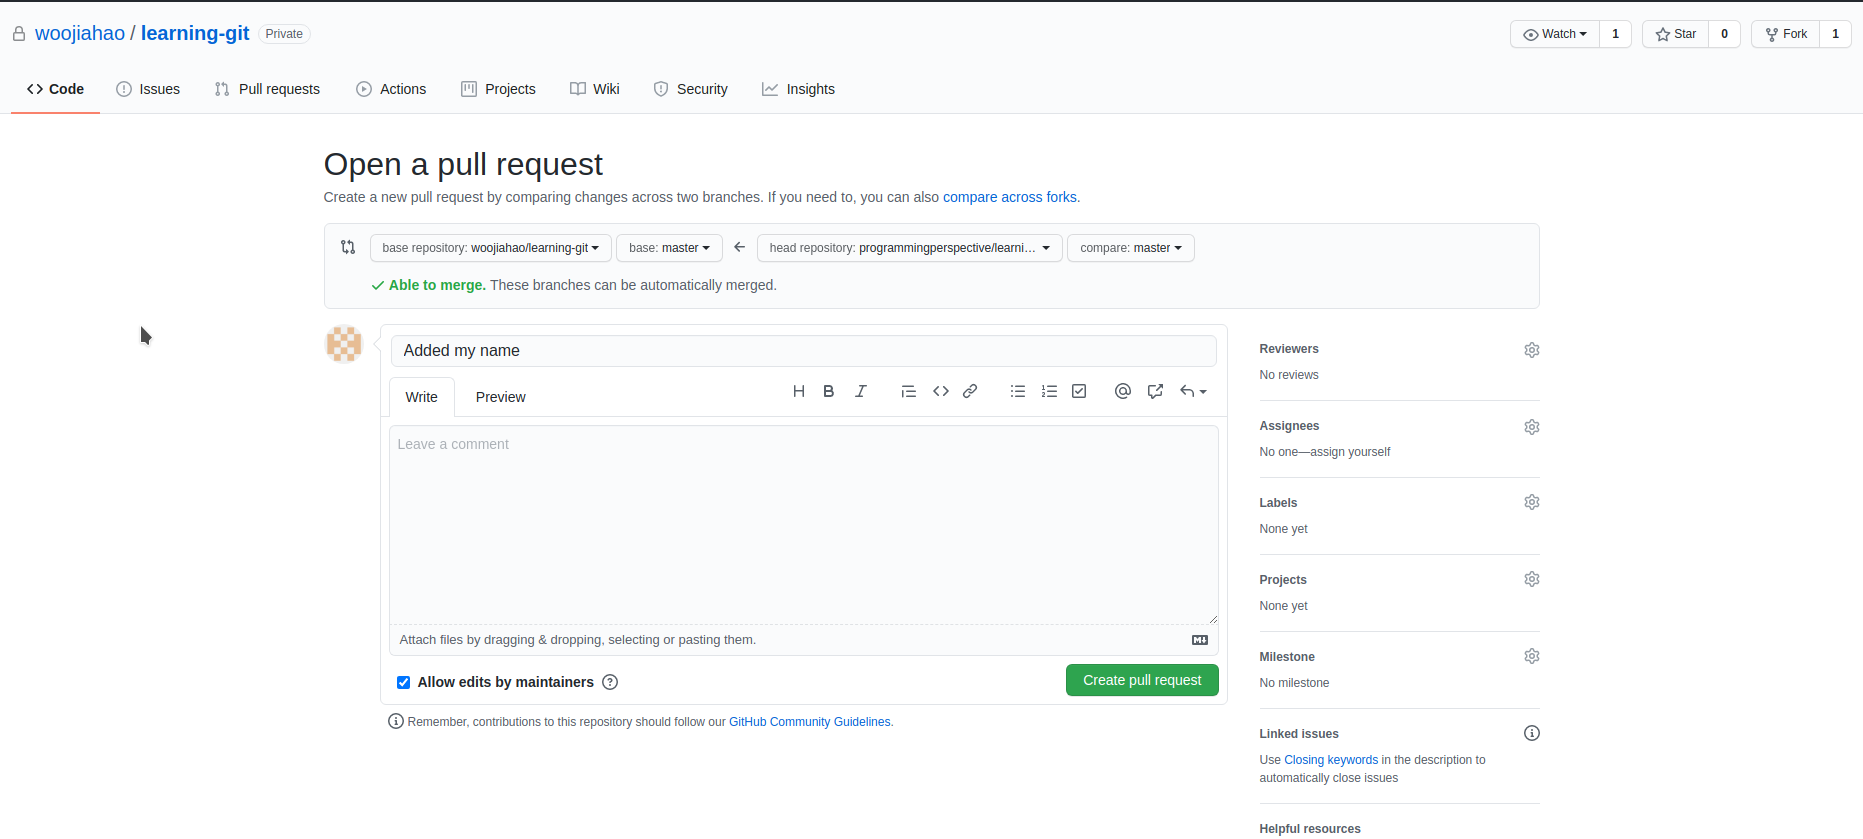 woojiahao / learning-git Private
Watch 1 Star 0 Fork 1
Code Issues Pull requests Actions Projects Wiki Security Insights
Open a pull request
Create a new pull request by comparing changes across two branches. If you need to, you can also compare across forks.
base repository: woojiahao/learning-git base: master head repository: programmingperspective/learni... compare: master
Able to merge. These branches can be automatically merged.
Added my name
Write Preview
Leave a comment
Attach files by dragging & dropping, selecting or pasting them.
Allow edits by maintainers
Create pull request
Remember, contributions to this repository should follow our GitHub Community Guidelines.
Reviewers
No reviews
Assignees
No one—assign yourself
Labels
None yet
Projects
None yet
Milestone
No milestone
Linked issues
Use Closing keywords in the description to
automatically close issues
Helpful resources